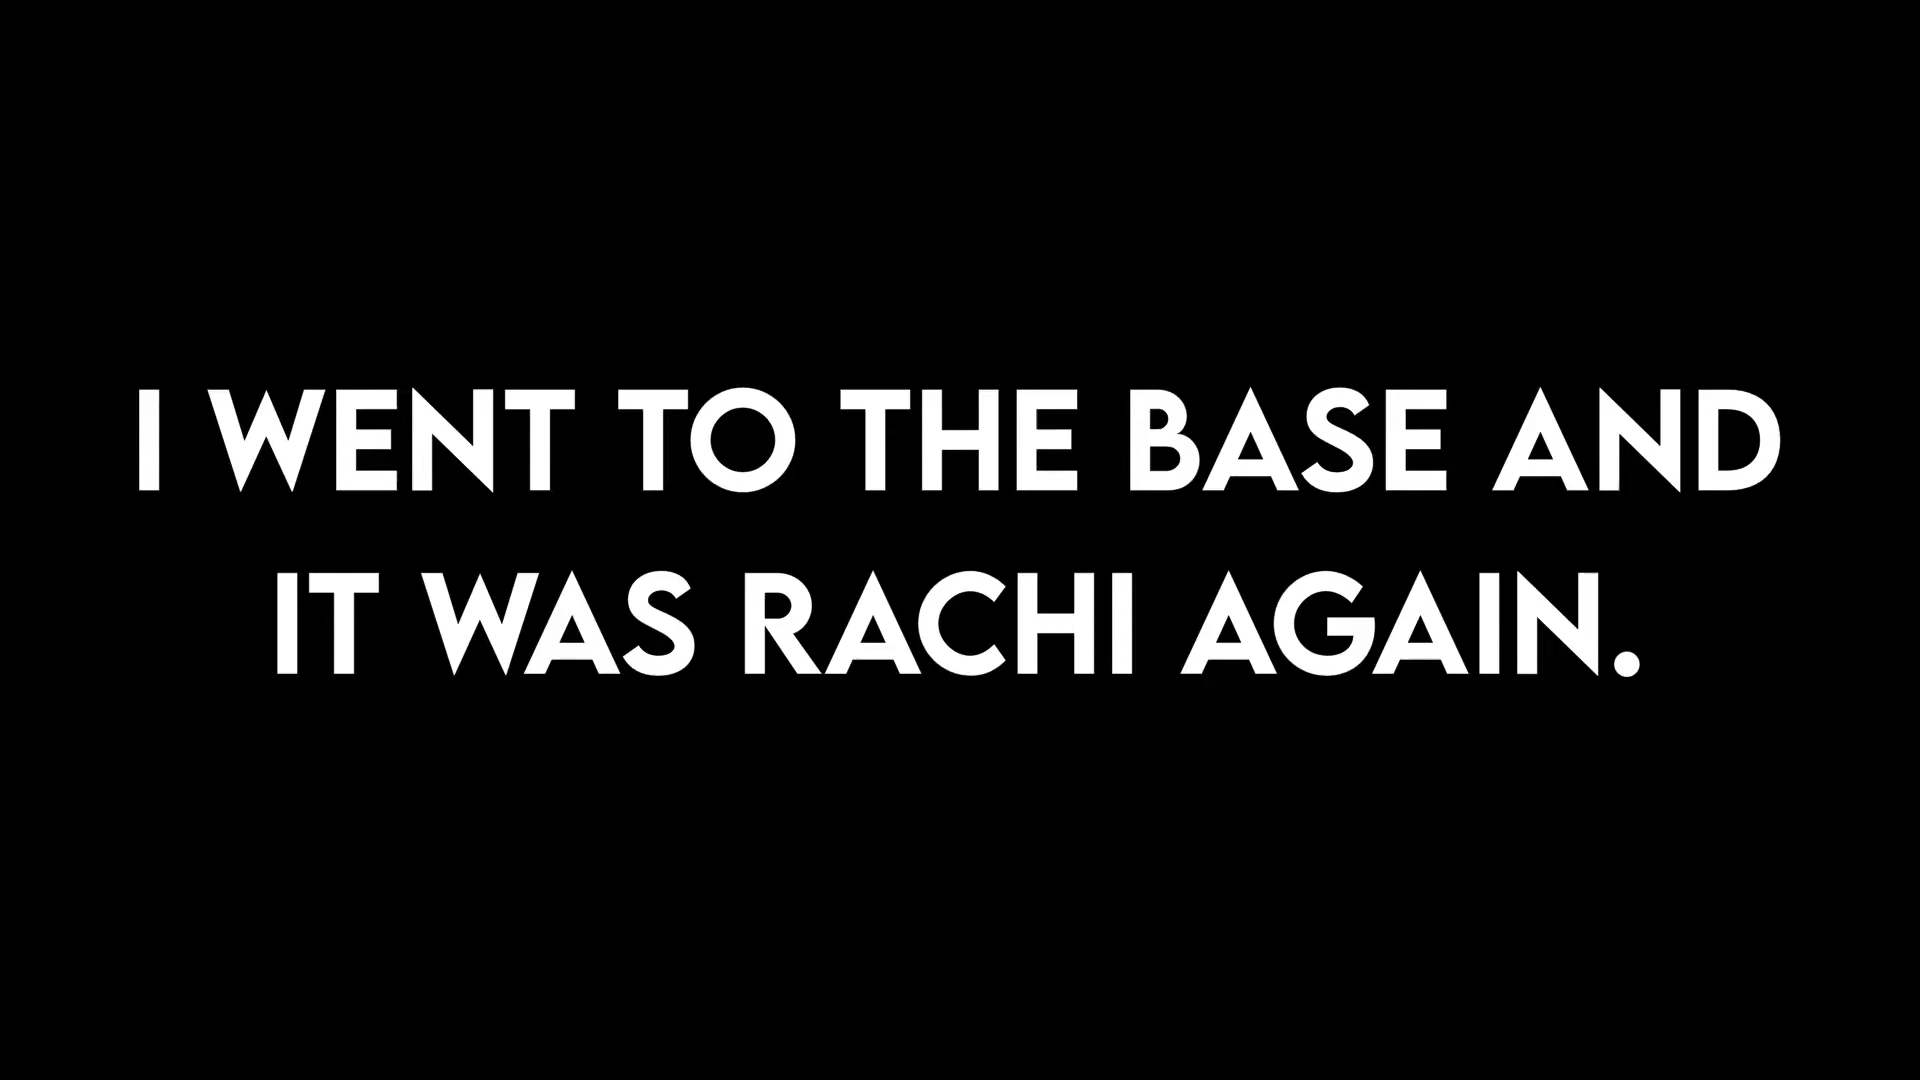 I WENT TO THE BASE AND
IT WAS RACHI AGAIN.